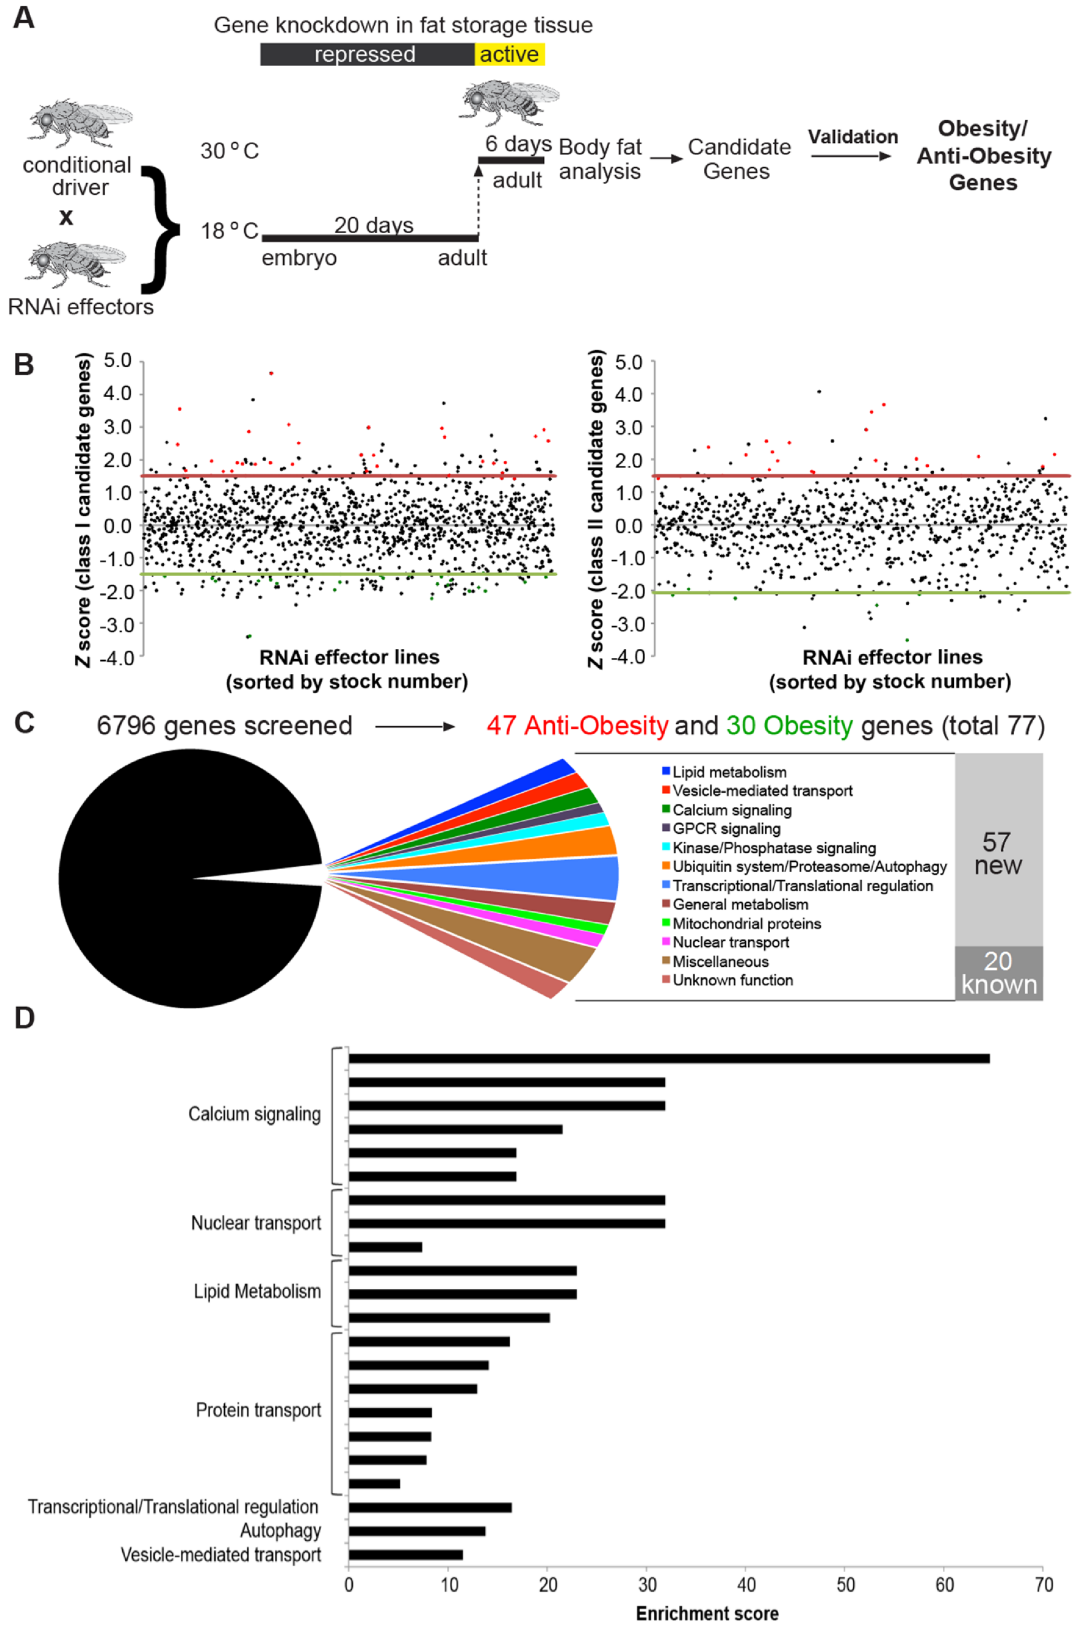 A
Gene knockdown in fat storage tissue
repressed
active
conditional
driver
x
RNAi effectors
30 °C
18 °C
20 days
embryo
adult
6 days
adult
Body fat
analysis
Candidate
Genes
Validation
Obesity/
Anti-Obesity
Genes
B
Z score (class I candidate genes)
5.0
4.0
3.0
2.0
1.0
0.0
-1.0
-2.0
-3.0
-4.0
RNAi effector lines
(sorted by stock number)
Z score (class II candidate genes)
5.0
4.0
3.0
2.0
1.0
0.0
-1.0
-2.0
-3.0
-4.0
RNAi effector lines
(sorted by stock number)
C
6796 genes screened
47 Anti-Obesity and 30 Obesity genes (total 77)
Lipid metabolism
Vesicle-mediated transport
Calcium signaling
GPCR signaling
Kinase/Phosphatase signaling
Ubiquitin system/Proteasome/Autophagy
Transcriptional/Translational regulation
General metabolism
Mitochondrial proteins
Nuclear transport
Miscellaneous
Unknown function
57
new
20
known
D
Calcium signaling
Nuclear transport
Lipid Metabolism
Protein transport
Transcriptional/Translational regulation
Autophagy
Vesicle-mediated transport
0 10 20 30 40 50 60 70
Enrichment score